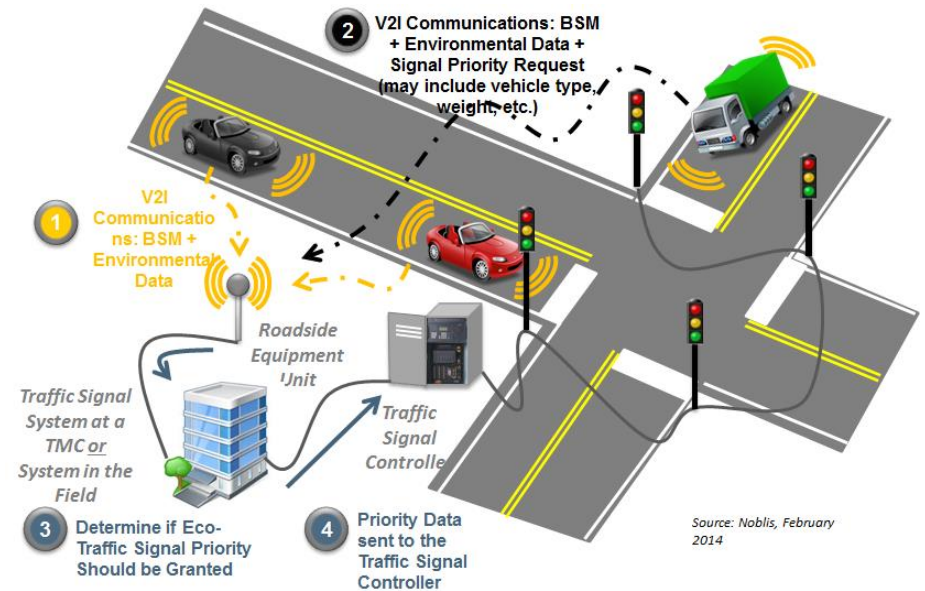 2
V2I Communications: BSM
+ Environmental Data +
Signal Priority Request
(may include vehicle type,
weight, etc.)
1
V2I
Communicatio
ns: BSM +
Environmental
Data
Roadside
Equipment
Unit
Traffic Signal
System at a
TMC or
System in the
Field
Traffic
Signal
Controlle
3
Determine if Eco-
Traffic Signal Priority
Should be Granted
4
Priority Data
sent to the
Traffic Signal
Controller
Source: Noblis, February
2014